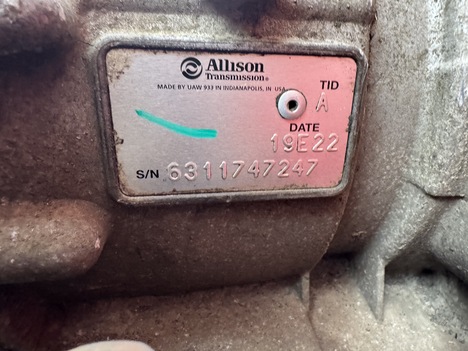 Allison
Transmission®
MADE BY UAW 933 IN INDIANAPOLIS, IN USA
TID
A
DATE
19E22
S/N 6311747247